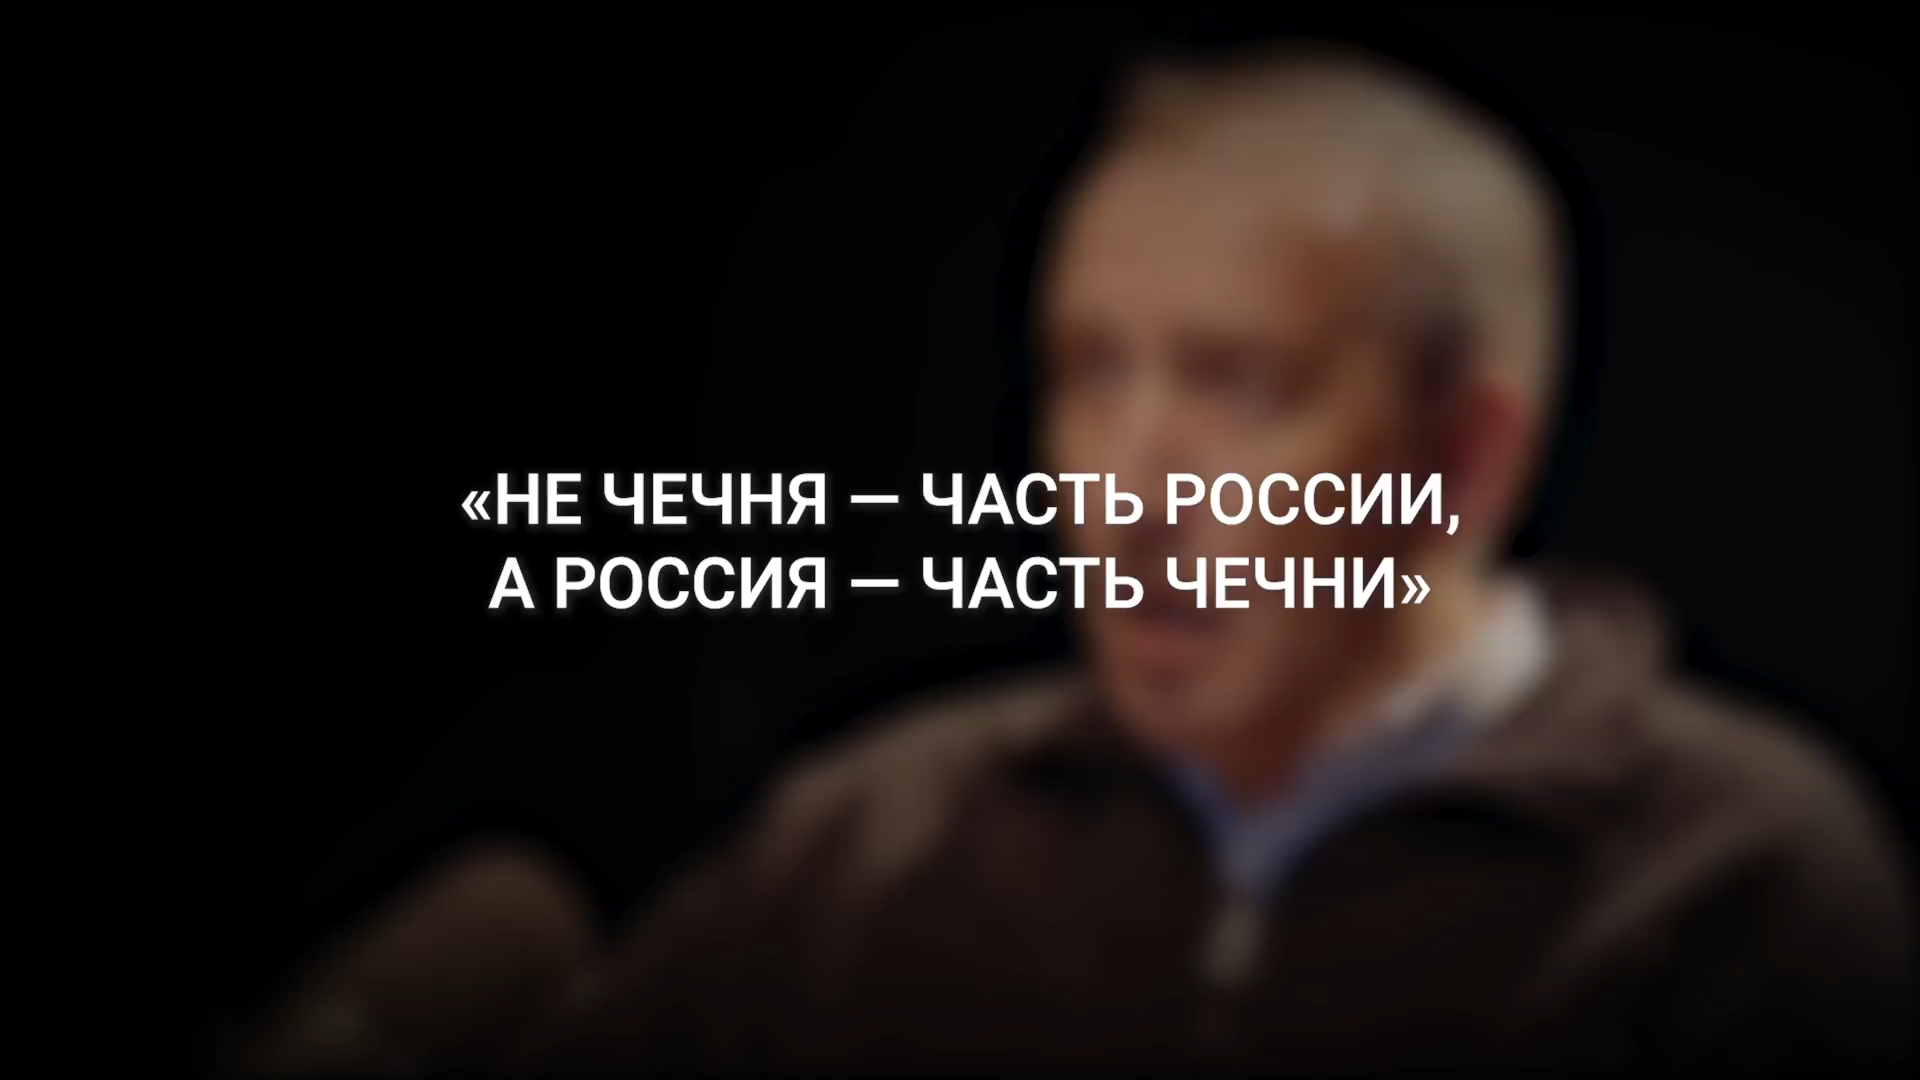 «НЕ ЧЕЧНЯ — ЧАСТЬ РОССИИ,
А РОССИЯ — ЧАСТЬ ЧЕЧНИ»